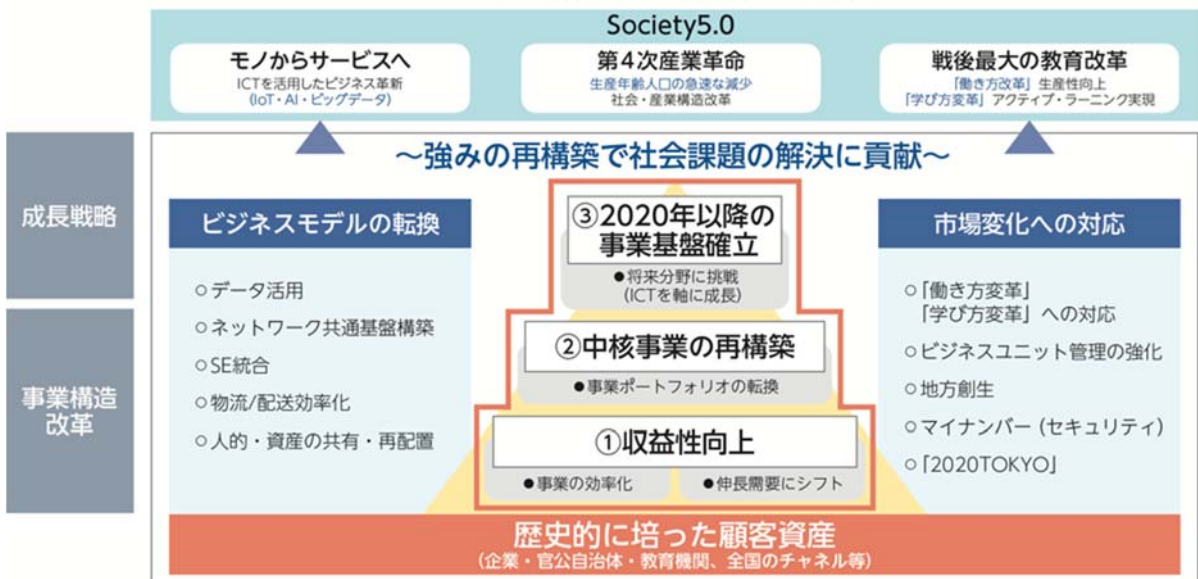 Society5.0
モノからサービスへ
ICTを活用したビジネス革新
(IoT・AI・ビッグデータ)
第4次産業革命
生産年齢人口の急速な減少
社会・産業構造改革
戦後最大の教育改革
「働き方改革」生産性向上
「学び方変革」アクティブ・ラーニング実現
～強みの再構築で社会課題の解決に貢献～
成長戦略
事業構造
改革
ビジネスモデルの転換
○データ活用
○ネットワーク共通基盤構築
○SE統合
○物流/配送効率化
○人的・資産の共有・再配置
③2020年以降の
事業基盤確立
●将来分野に挑戦
(ICTを軸に成長)
②中核事業の再構築
●事業ポートフォリオの転換
①収益性向上
●事業の効率化
●伸長需要にシフト
市場変化への対応
○「働き方変革」
「学び方変革」への対応
○ビジネスユニット管理の強化
○地方創生
○マイナンバー(セキュリティ)
○「2020TOKYO」
歴史的に培った顧客資産
(企業・官公自治体・教育機関、全国のチャネル等)